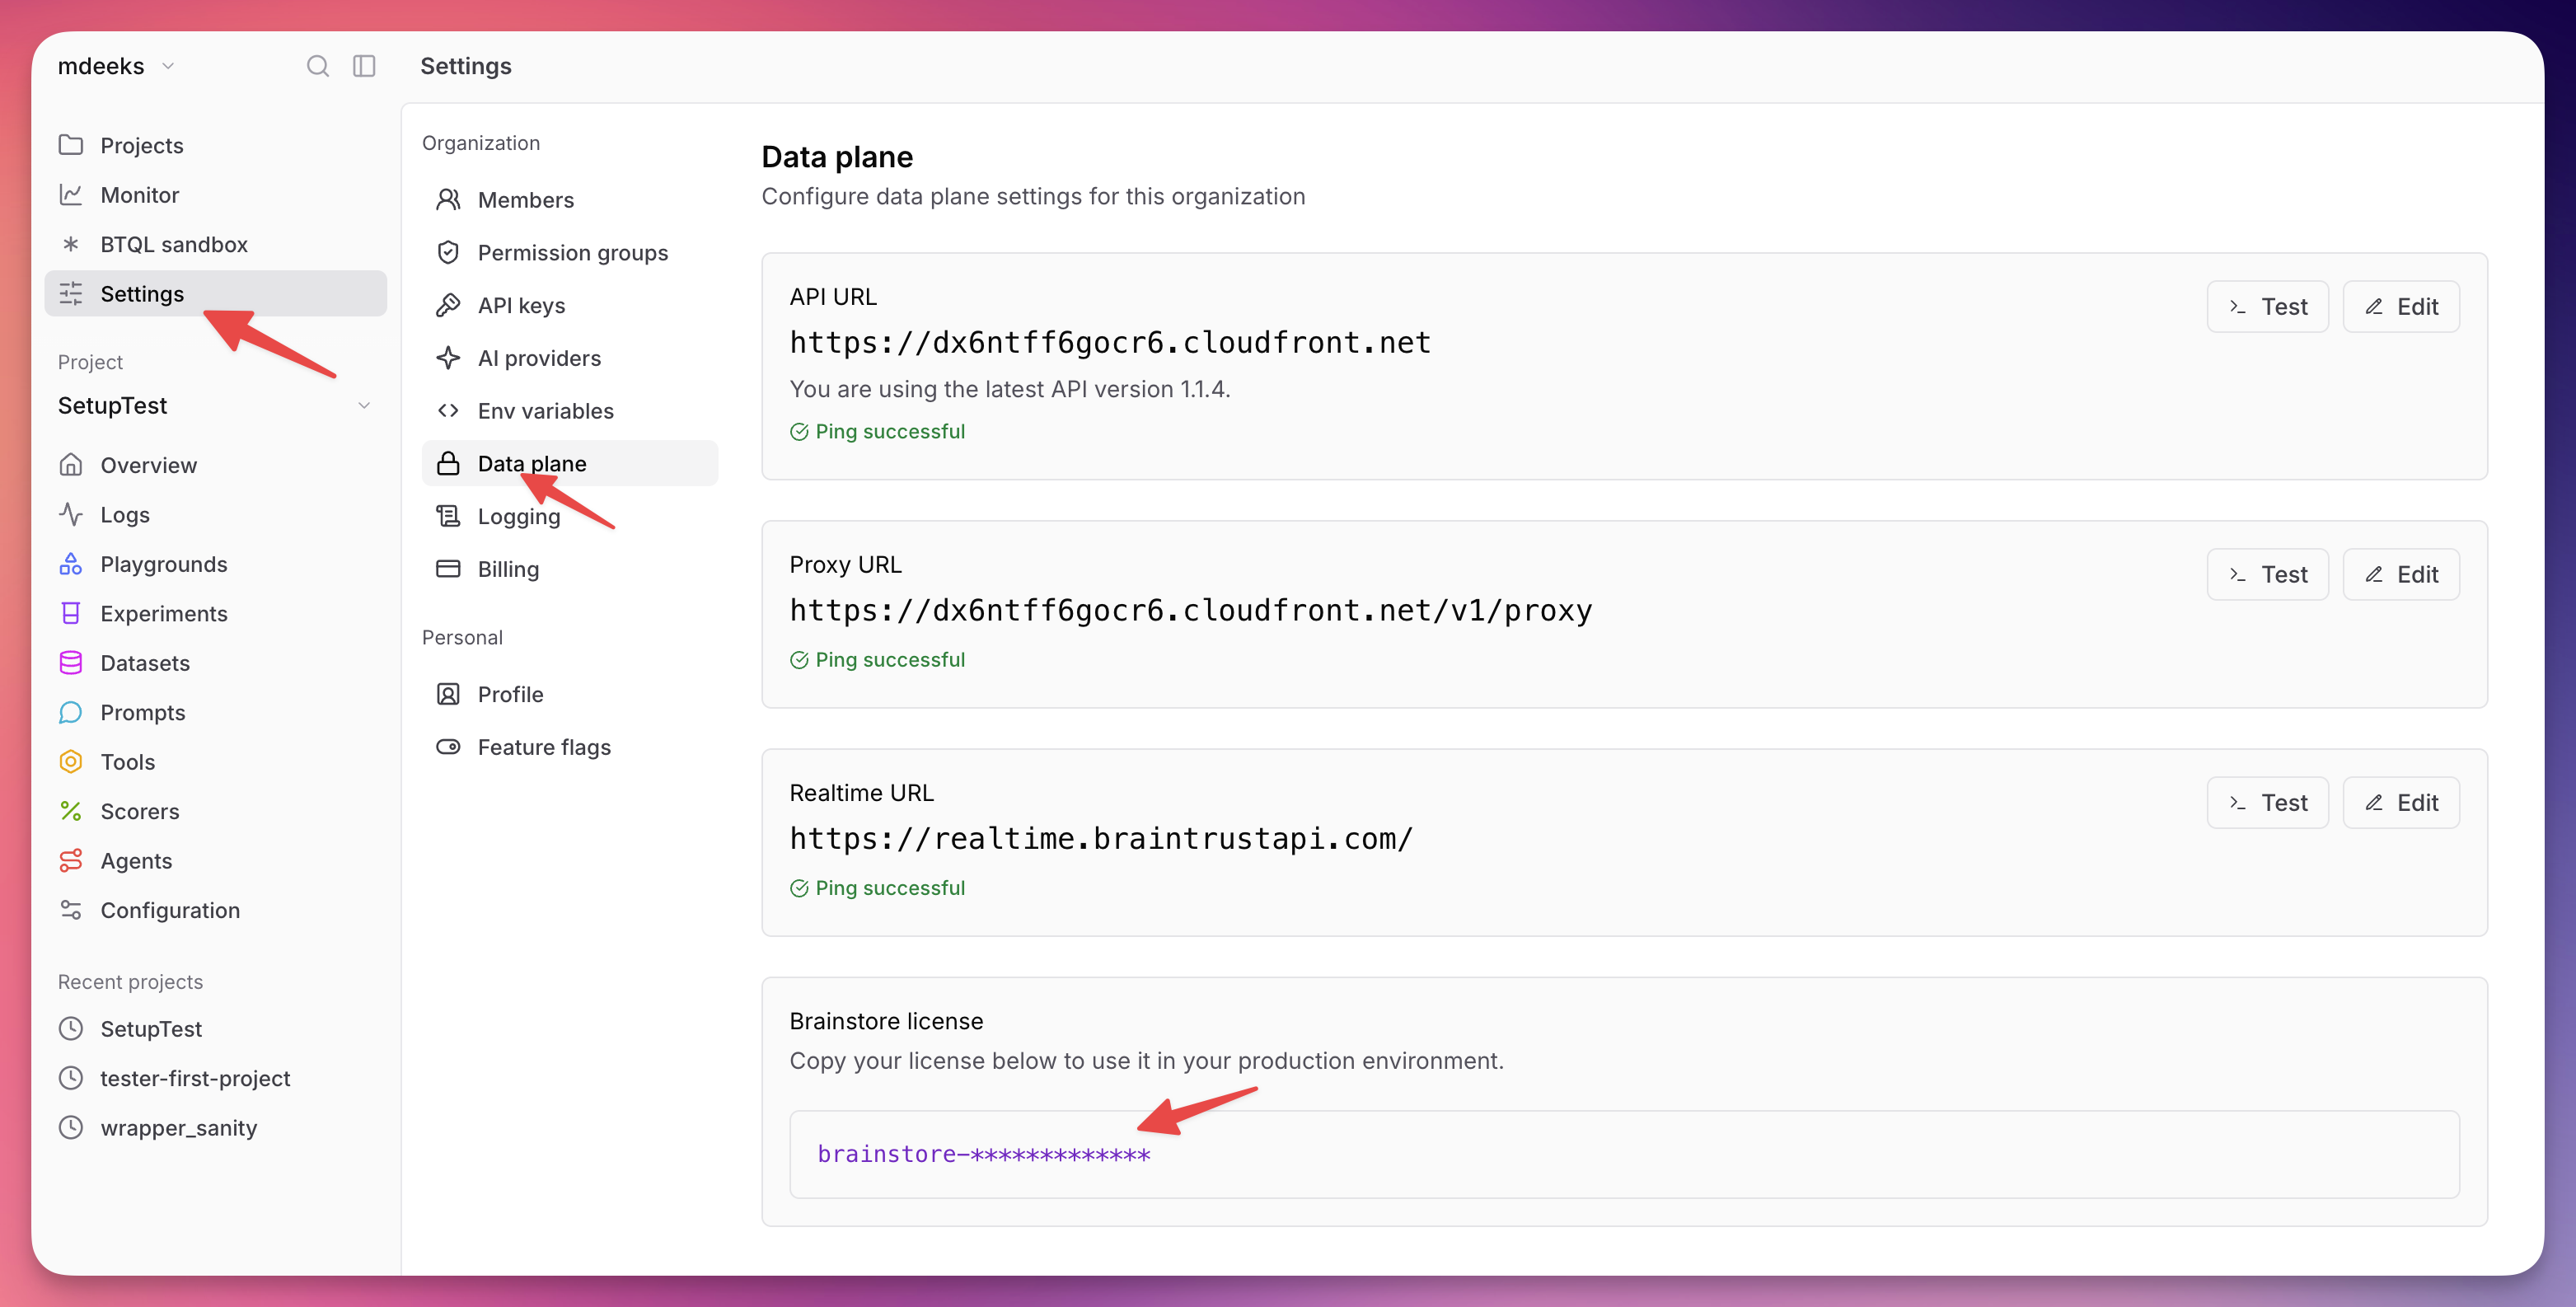 mdeeks
Settings
Projects
Monitor
BTQL sandbox
Settings
Project
SetupTest
Overview
Logs
Playgrounds
Experiments
Datasets
Prompts
Tools
Scorers
Agents
Configuration
Recent projects
SetupTest
tester-first-project
wrapper_sanity
Organization
Members
Permission groups
API keys
AI providers
Env variables
Data plane
Logging
Billing
Personal
Profile
Feature flags
Data plane
Configure data plane settings for this organization
API URL
Test
Edit
https://dx6ntff6gocr6.cloudfront.net
You are using the latest API version 1.1.4.
Ping successful
Proxy URL
Test
Edit
https://dx6ntff6gocr6.cloudfront.net/v1/proxy
Ping successful
Realtime URL
Test
Edit
https://realtime.braintrustapi.com/
Ping successful
Brainstore license
Copy your license below to use it in your production environment.
brainstore-*************